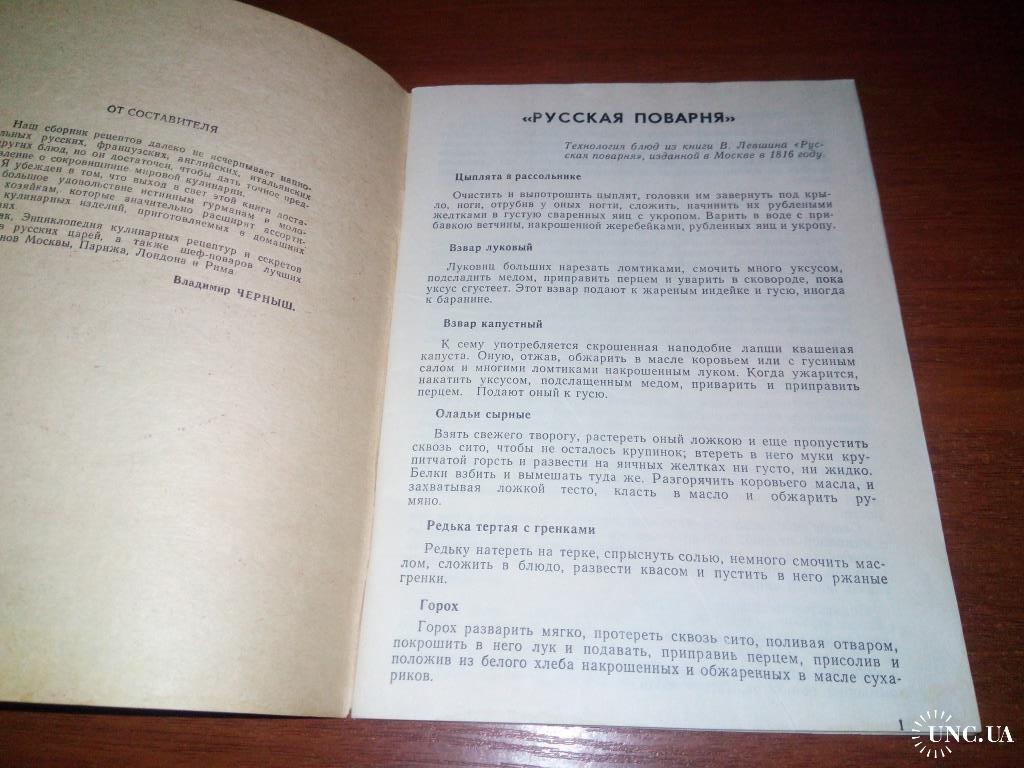 ОТ СОСТАВИТЕЛЯ
Наш сборник рецептов далеко не исчерпывает нацио-
льных русских, французских, английских, итальянских
других блюд, но он достаточен, чтобы дать точное пред-
вление о сокровищнице мировой кулинарии.
Я убежден в том, что выход в свет этой книги доста-
большое удовольствие истинным гурманам и моло-
хозяйкам, которые значительно расширят ассорти-
кулинарных изделий, приготовляемых в домашних
ях
ак, Энциклопедия кулинарных рецептур и секретов
в русских царей, а также шеф-поваров лучших
нов Москвы, Парижа, Лондона и Рима
Владимир ЧЕРНЫШ.
«РУССКАЯ ПОВАРНЯ»
Технология блюд из книги В. Левшина «Рус-
ская поварня», изданной в Москве в 1816 году.
Цыплята в рассольнике
Очистить и выпотрошить цыплят, головки им завернуть под кры-
ло, ноги, отрубив у оных ногти, сложить, начинить их рублеными
желтками в густую сваренных яиц с укропом. Варить в воде с при-
бавкою ветчины, накрошенной жеребейками, рубленных яиц и укропу.
Взвар луковый
Луковиц больших нарезать ломтиками, смочить много уксусом,
подсладить медом, приправить перцем и уварить в сковороде, пока
уксус сгустеет. Этот взвар подают к жареным индейке и гусю, иногда
к баранине.
Взвар капустный
К сему употребляется скрошенная наподобие лапши квашеная
капуста. Оную, отжав, обжарить в масле коровьем или с гусиным
салом и многими ломтиками накрошенным луком. Когда ужарится,
накатить уксусом, подслащенным медом, приварить и приправить
перцем. Подают оный к гусю.
Оладьи сырные
Взять свежего творогу, растереть оный ложкою и еще пропустить
сквозь сито, чтобы не осталось крупинок; втереть в него муки кру-
питчатой горсть и развести на яичных желтках ни густо, ни жидко.
Белки взбить и вымешать туда же. Разгорячить коровьего масла, и
захватывая ложкой тесто, класть в масло и обжарить ру-
мяно.
Редька тертая с гренками
Редьку натереть на терке, спрыснуть солью, немного смочить мас-
лом, сложить в блюдо, развести квасом и пустить в него ржаные
гренки.
Горох
Горох разварить мягко, протереть сквозь сито, поливая отваром,
покрошить в него лук и подавать, приправив перцем, присолив и
положив из белого хлеба накрошенных и обжаренных в масле суха-
риков.
1
UNC.UA